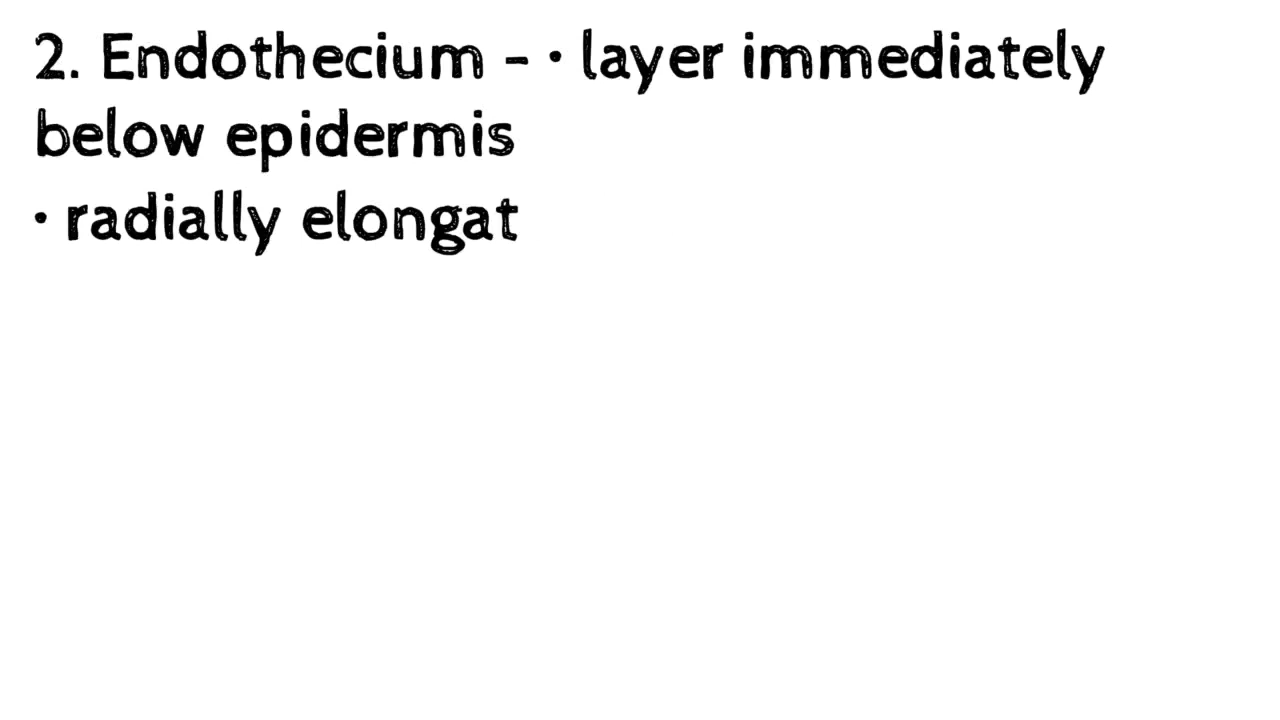 2. Endothecium - • layer immediately
below epidermis
• radially elongat